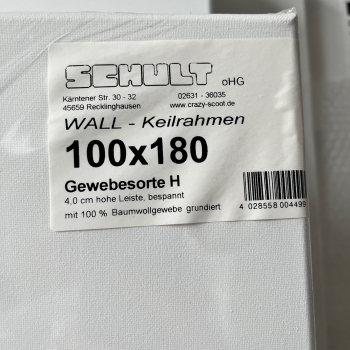 SCHULT oHG
Kärntener Str. 30 - 32 02631 - 36035
45659 Recklinghausen www.crazy-scoot.de
WALL - Keilrahmen
100x180
Gewebesorte H
4,0 cm hohe Leiste, bespannt
mit 100 % Baumwollgewebe grundiert
4 028558 004499